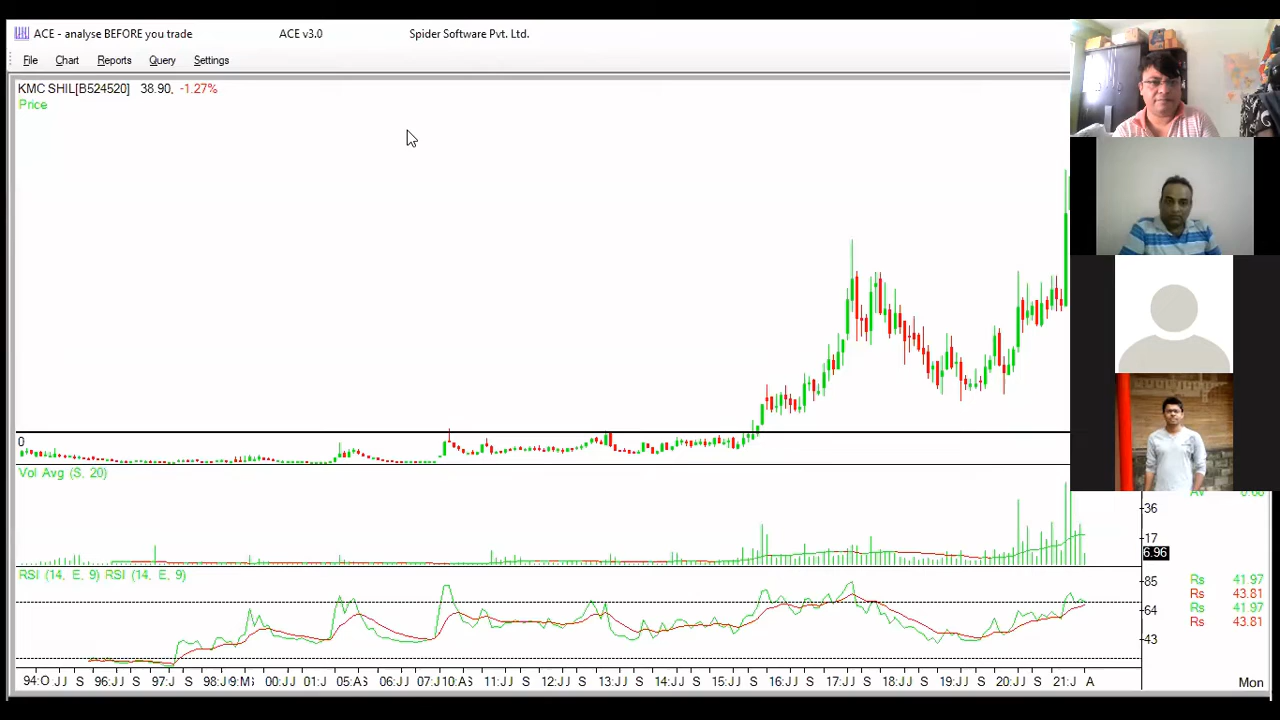 ACE - analyse BEFORE you trade ACE v3.0 Spider Software Pvt. Ltd.
File Chart Reports Query Settings
KMC SHIL[B524520] 38.90, -1.27%
Price
0
Vol Avg (S, 20)
36
17
6.96
RSI (14, E, 9) RSI (14, E, 9)
85
64
43
Rs 41.97
Rs 43.81
Rs 41.97
Rs 43.81
94:O JJ S 96:JJ S 97:JJ S 00:JJ 01:J 05:A 06:JJ S 11:JJ S 12:JJ S 13:JJ S 14:JJ S 15:JJ S 16:JJ S 17:JJ S 18:JJ S 19:JJ S 20:JJ S 21:J A Mon